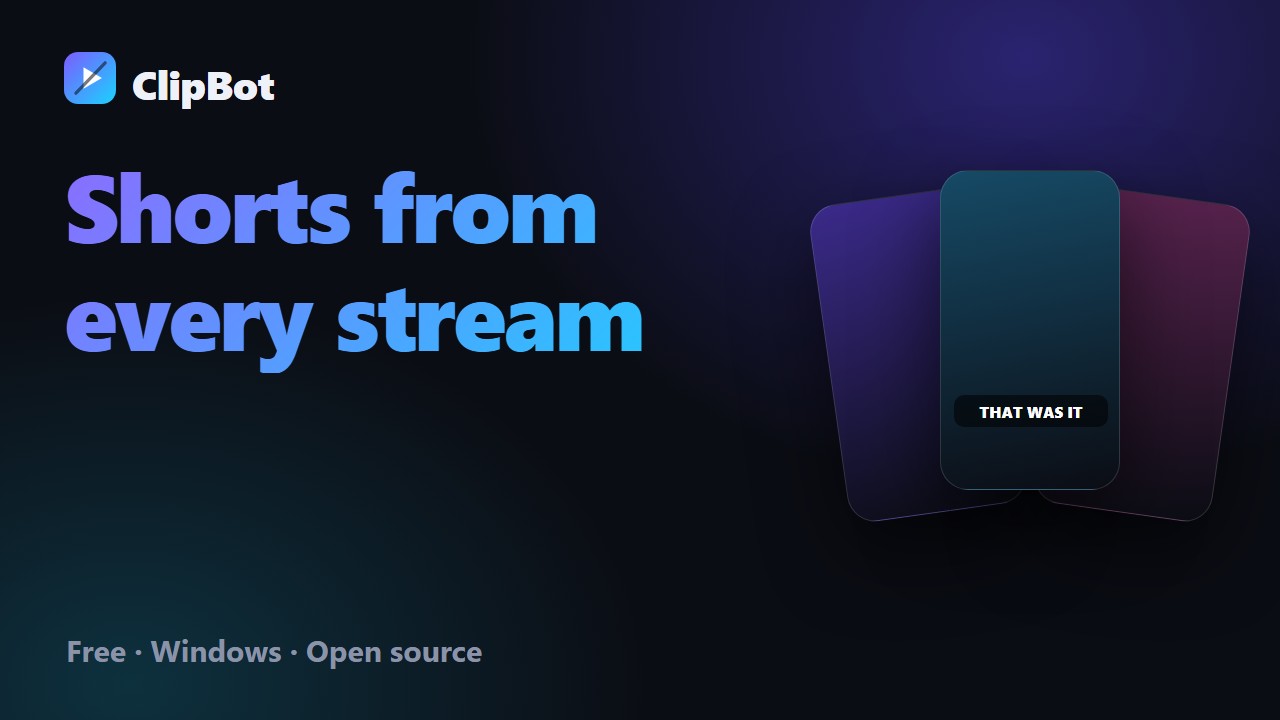 ClipBot
Shorts from
every stream
THAT WAS IT
Free · Windows · Open source